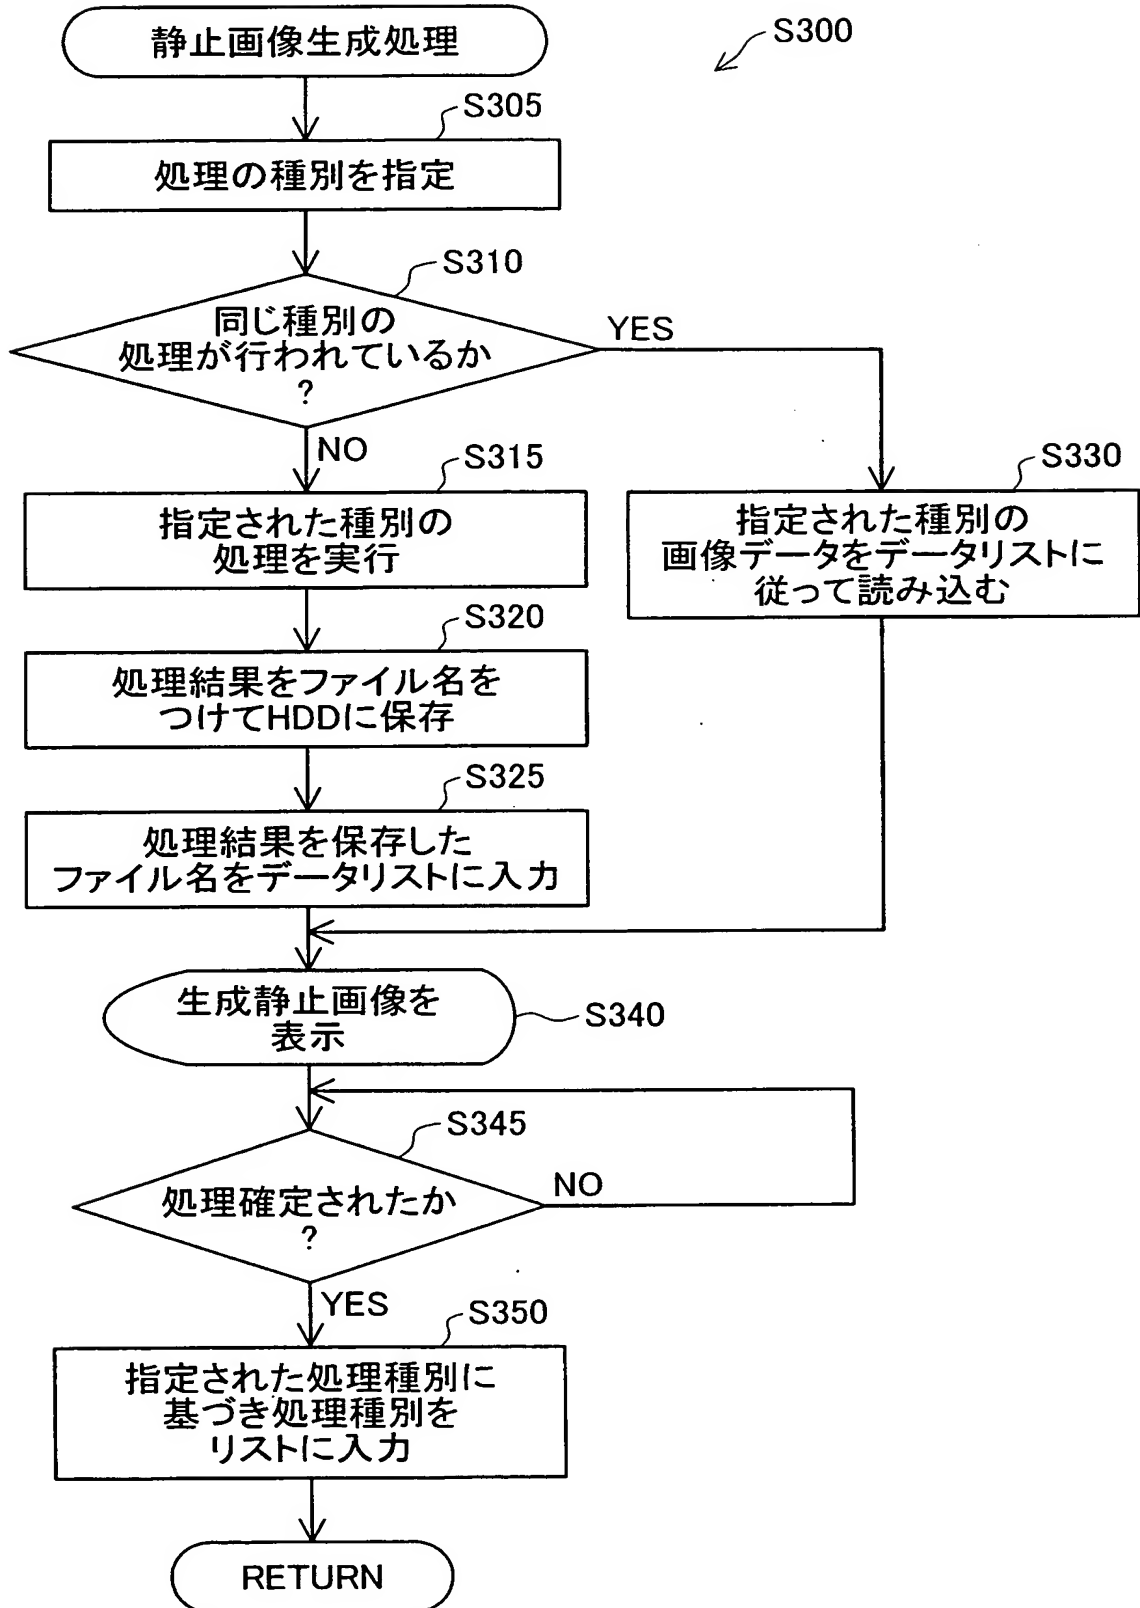 静止画像生成処理
S300
S305
処理の種別を指定
S310
同じ種別の
処理が行われているか
?
YES
NO
S315
指定された種別の
処理を実行
S330
指定された種別の
画像データをデータリストに
従って読み込む
S320
処理結果をファイル名を
つけてHDDに保存
S325
処理結果を保存した
ファイル名をデータリストに入力
生成静止画像を
表示
S340
S345
処理確定されたか
?
NO
YES
S350
指定された処理種別に
基づき処理種別を
リストに入力
RETURN